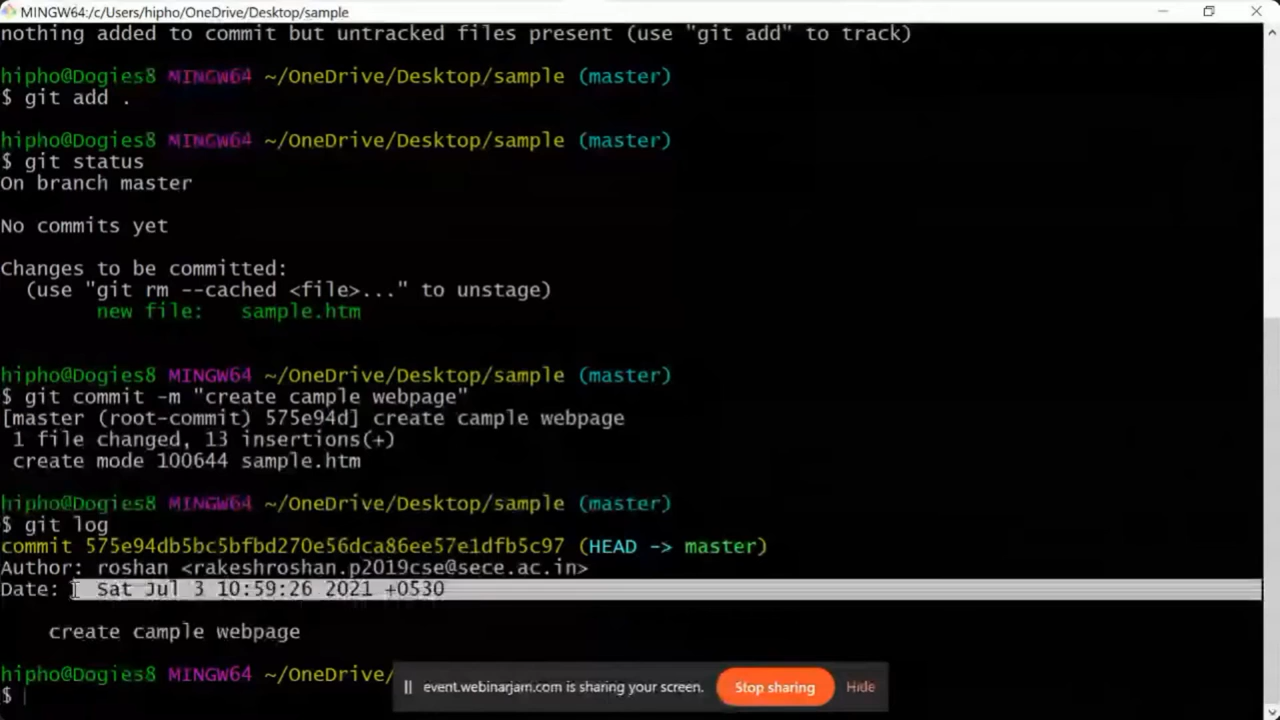 MINGW64:/c/Users/hipho/OneDrive/Desktop/sample
nothing added to commit but untracked files present (use "git add" to track)
hipho@Dogies8 MINGW64 ~/OneDrive/Desktop/sample (master)
$ git add .
hipho@Dogies8 MINGW64 ~/OneDrive/Desktop/sample (master)
$ git status
On branch master
No commits yet
Changes to be committed:
(use "git rm --cached <file>..." to unstage)
new file: sample.htm
hipho@Dogies8 MINGW64 ~/OneDrive/Desktop/sample (master)
$ git commit -m "create cample webpage"
[master (root-commit) 575e94d] create cample webpage
1 file changed, 13 insertions(+)
create mode 100644 sample.htm
hipho@Dogies8 MINGW64 ~/OneDrive/Desktop/sample (master)
$ git log
commit 575e94db5bc5bfbd270e56dca86ee57e1dfb5c97 (HEAD -> master)
Author: roshan <rakeshroshan.p2019cse@sece.ac.in>
Date: Sat Jul 3 10:59:26 2021 +0530
create cample webpage
hipho@Dogies8 MINGW64 ~/OneDrive/
$
event.webinarjam.com is sharing your screen. Stop sharing Hide